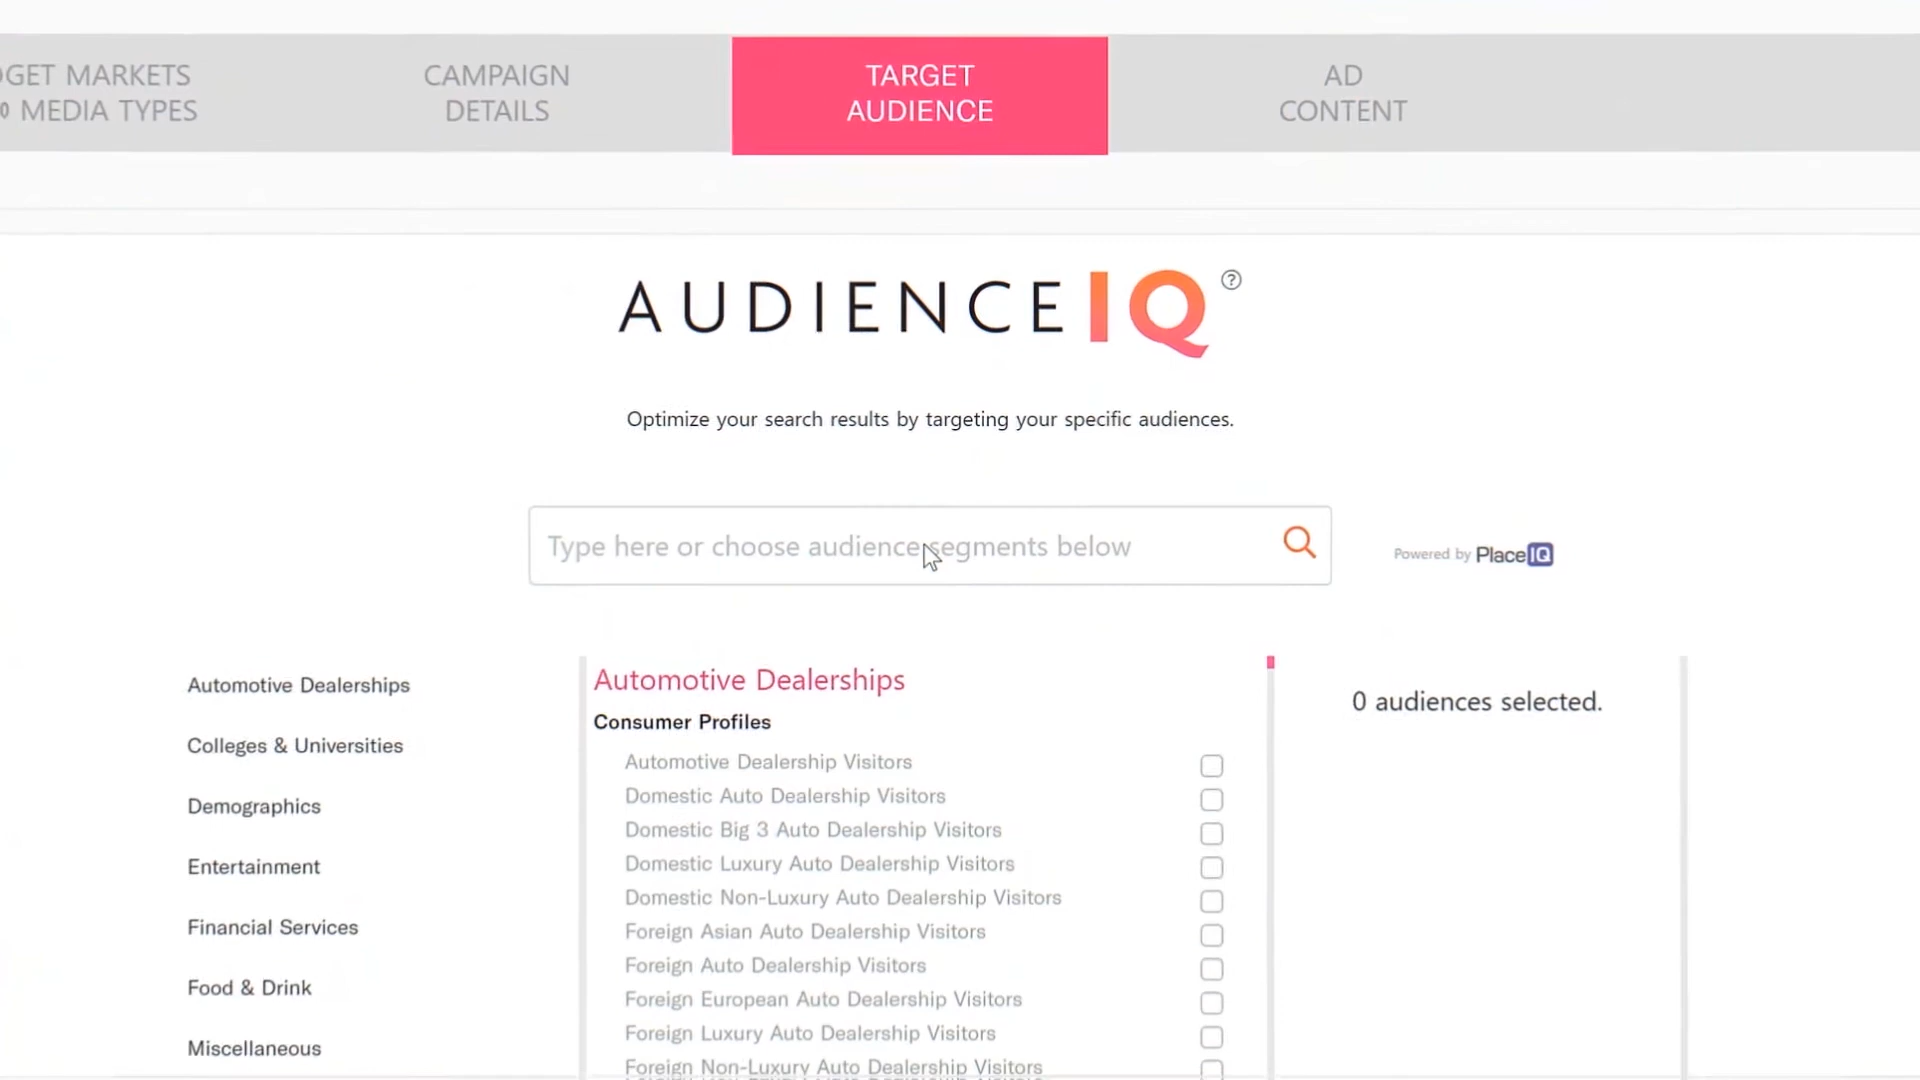 GET MARKETS
MEDIA TYPES
CAMPAIGN
DETAILS
TARGET
AUDIENCE
AD
CONTENT
AUDIENCE IQ ?
Optimize your search results by targeting your specific audiences.
Type here or choose audience segments below
Powered by PlaceIQ
Automotive Dealerships
Colleges & Universities
Demographics
Entertainment
Financial Services
Food & Drink
Miscellaneous
Automotive Dealerships
Consumer Profiles
Automotive Dealership Visitors
Domestic Auto Dealership Visitors
Domestic Big 3 Auto Dealership Visitors
Domestic Luxury Auto Dealership Visitors
Domestic Non-Luxury Auto Dealership Visitors
Foreign Asian Auto Dealership Visitors
Foreign Auto Dealership Visitors
Foreign European Auto Dealership Visitors
Foreign Luxury Auto Dealership Visitors
Foreign Non-Luxury Auto Dealership Visitors
0 audiences selected.